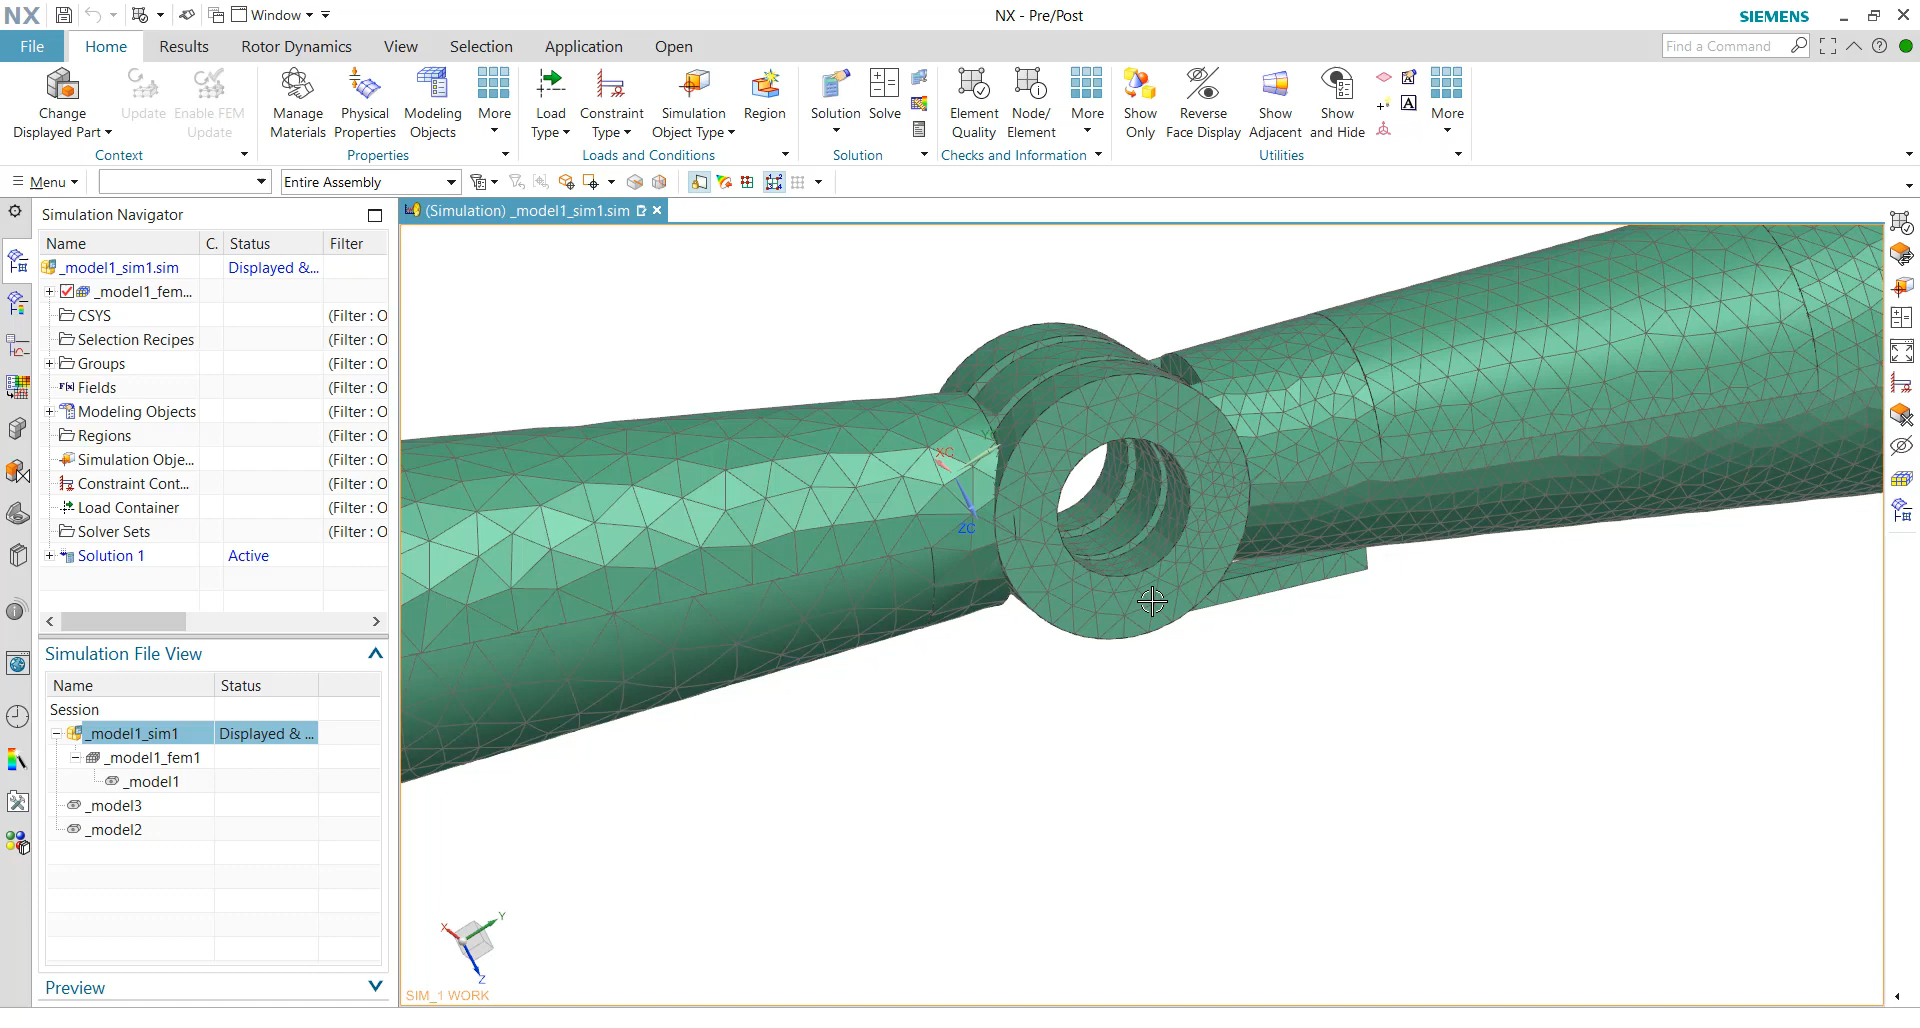 NX Window NX - Pre/Post SIEMENS
File Home Results Rotor Dynamics View Selection Application Open Find a Command
Change Displayed Part
Update
Enable FEM Update
Manage Materials
Physical Properties
Modeling Objects
More
Load Type
Constraint Type
Simulation Object Type
Region
Solution
Solve
Element Quality
Node/ Element
More
Show Only
Reverse Face Display
Show Adjacent
Show and Hide
More
Context Properties Loads and Conditions Solution Checks and Information Utilities
Menu Entire Assembly
Simulation Navigator
(Simulation) _model1_sim1.sim
Name C. Status Filter
_model1_sim1.sim Displayed &...
_model1_fem...
CSYS (Filter : O
Selection Recipes (Filter : O
Groups (Filter : O
Fields (Filter : O
Modeling Objects (Filter : O
Regions (Filter : O
Simulation Obje... (Filter : O
Constraint Cont... (Filter : O
Load Container (Filter : O
Solver Sets (Filter : O
Solution 1 Active
Simulation File View
Name Status
Session
_model1_sim1 Displayed & ...
_model1_fem1
_model1
_model3
_model2
Preview
XC
ZC
X
Y
Z
SIM_1 WORK